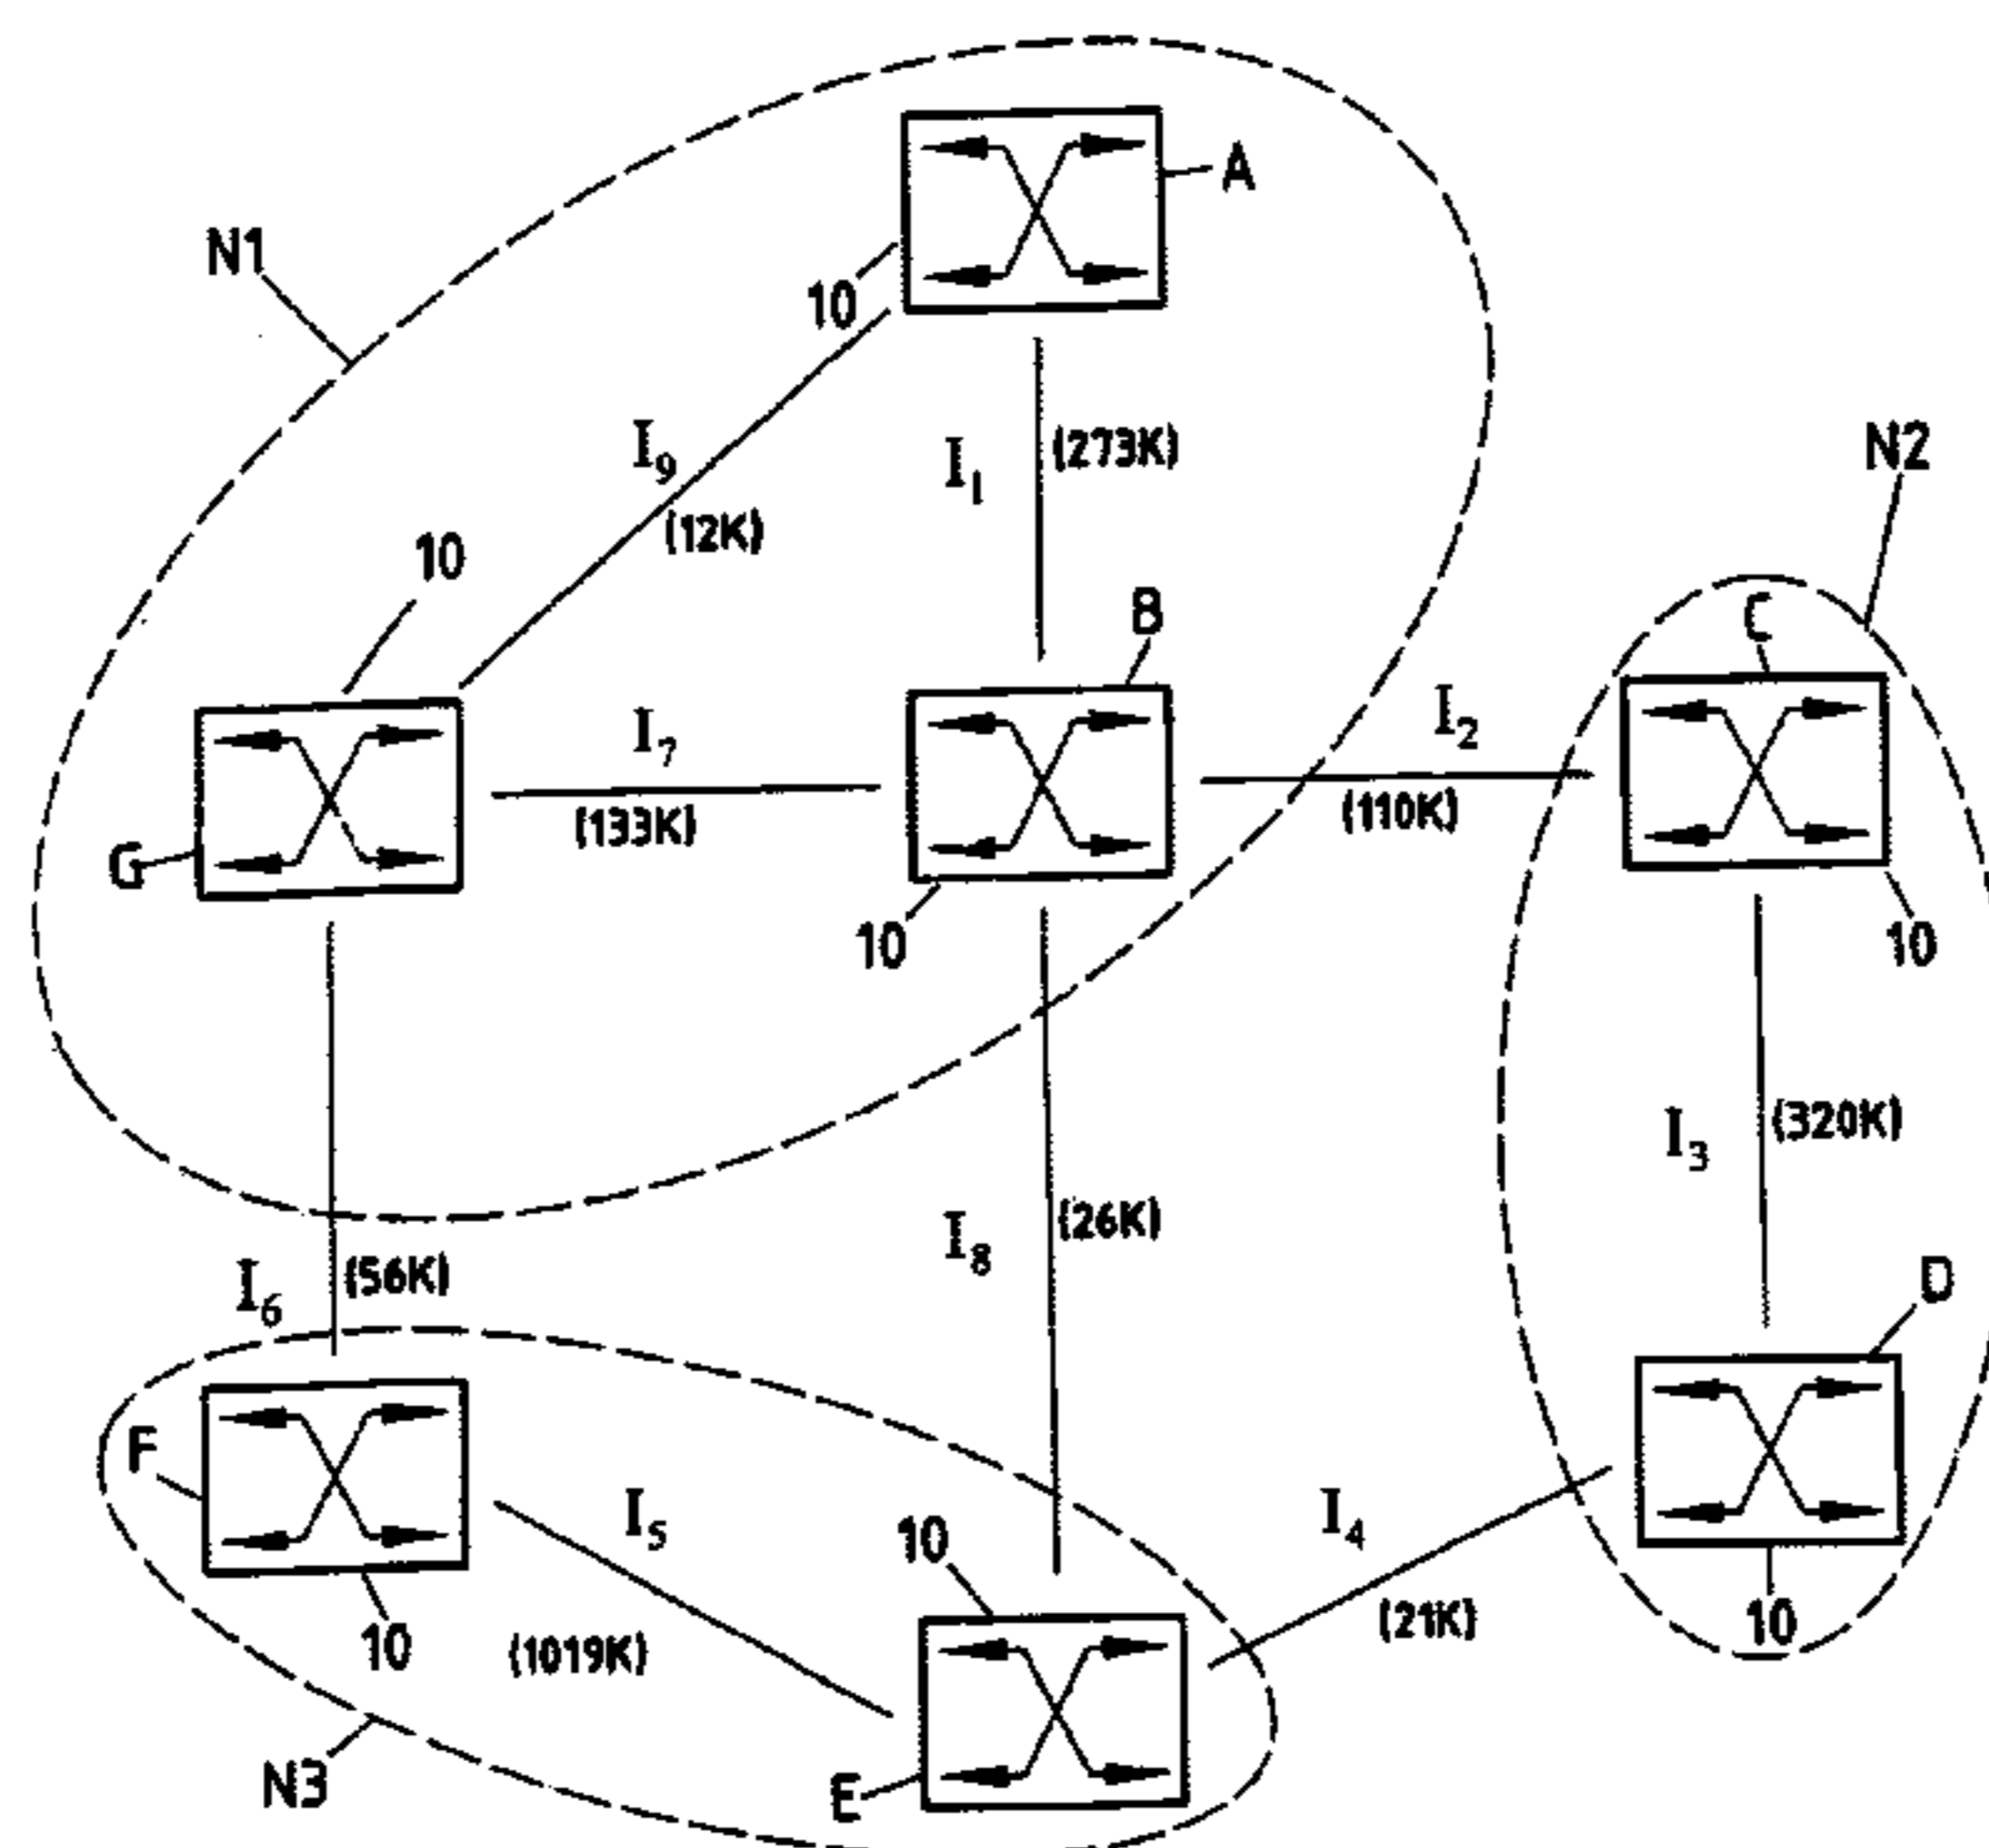 A
N1
10
I9
I1
(273K)
N2
(12K)
10
B
C
I7
I2
(133K)
(110K)
G
10
10
I3
(320K)
I8
(26K)
I6
(56K)
D
F
I5
I4
10
10
(1019K)
(21K)
10
N3
E